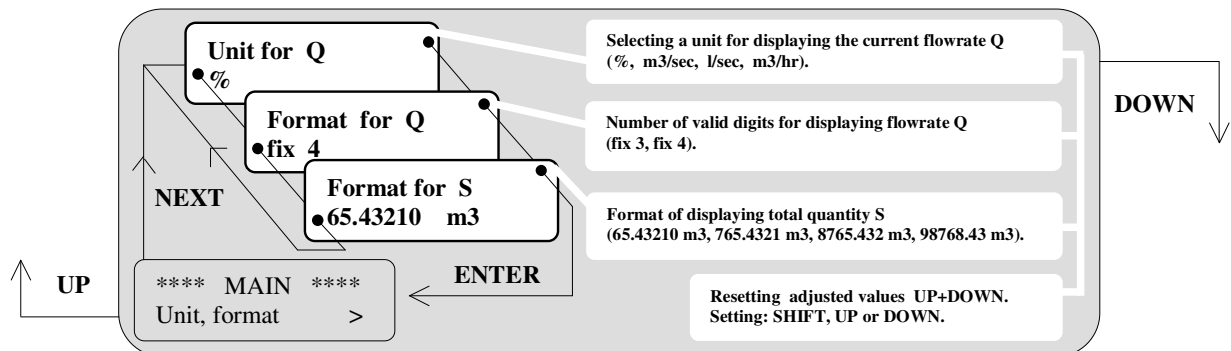 Unit for Q
%
Format for Q
fix 4
Format for S
65.43210 m3
NEXT
ENTER
UP
DOWN
**** MAIN ****
Unit, format >
Selecting a unit for displaying the current flowrate Q
(%, m3/sec, l/sec, m3/hr).
Number of valid digits for displaying flowrate Q
(fix 3, fix 4).
Format of displaying total quantity S
(65.43210 m3, 765.4321 m3, 8765.432 m3, 98768.43 m3).
Resetting adjusted values UP+DOWN.
Setting: SHIFT, UP or DOWN.